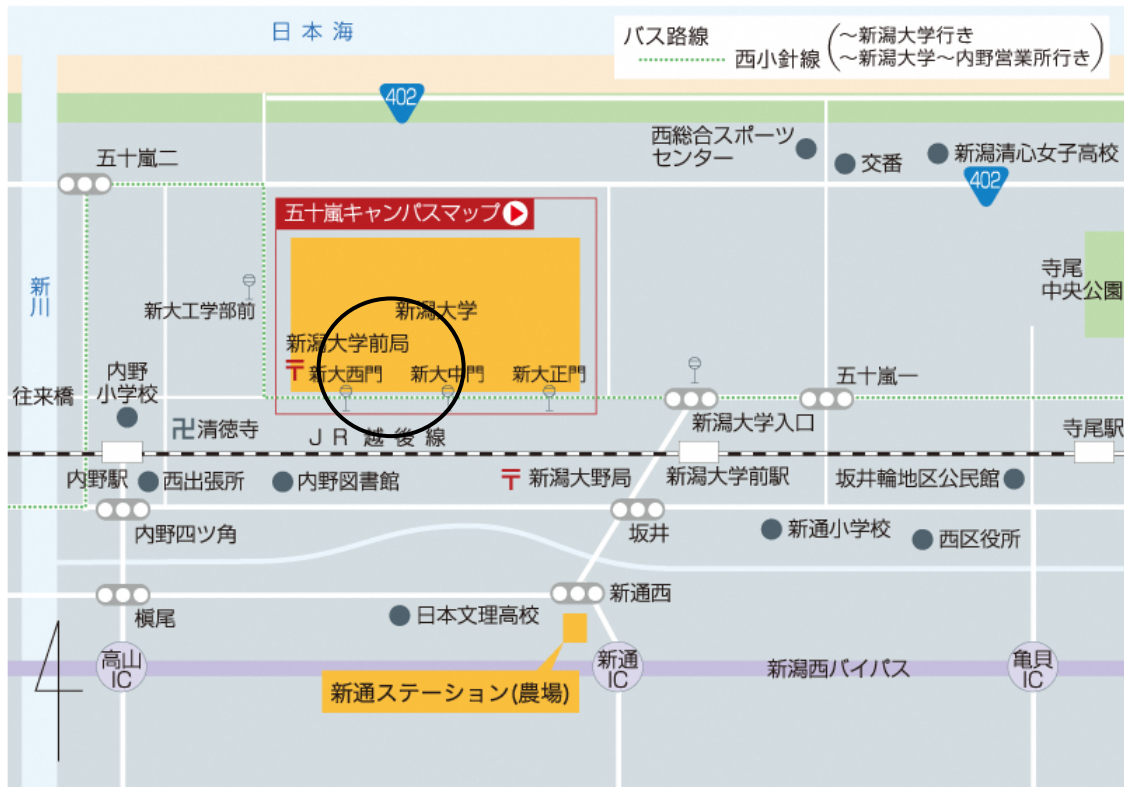 日本海
バス路線
西小針線
～新潟大学行き
～新潟大学～内野営業所行き
402
西総合スポーツ
センター
交番
新潟清心女子高校
402
五十嵐二
五十嵐キャンパスマップ
新川
寺尾
中央公園
新大工学部前
新潟大学
新潟大学前局
〒
新大西門
新大中門
新大正門
内野
小学校
往来橋
五十嵐一
卍清徳寺
新潟大学入口
JR越後線
寺尾駅
内野駅
西出張所
内野図書館
〒
新潟大野局
新潟大学前駅
坂井輪地区公民館
内野四ツ角
坂井
新通小学校
西区役所
槇尾
日本文理高校
新通西
高山
IC
新通
IC
新潟西バイパス
亀貝
IC
新通ステーション(農場)